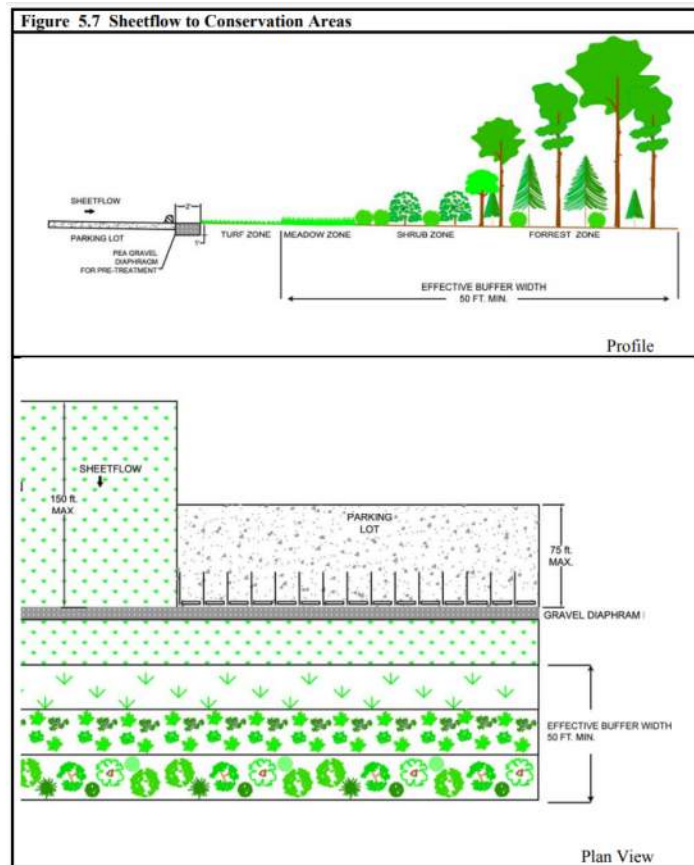 Figure 5.7 Sheetflow to Conservation Areas
SHEETFLOW
2'
PARKING LOT
1'
TURF ZONE
MEADOW ZONE
SHRUB ZONE
FORREST ZONE
PEA GRAVEL
DIAPHRAGM
FOR PRE-TREATMENT
EFFECTIVE BUFFER WIDTH
50 FT. MIN.
Profile
SHEETFLOW
150 ft.
MAX
PARKING
LOT
75 ft.
MAX.
GRAVEL DIAPHRAM
EFFECTIVE BUFFER WIDTH
50 FT. MIN.
Plan View